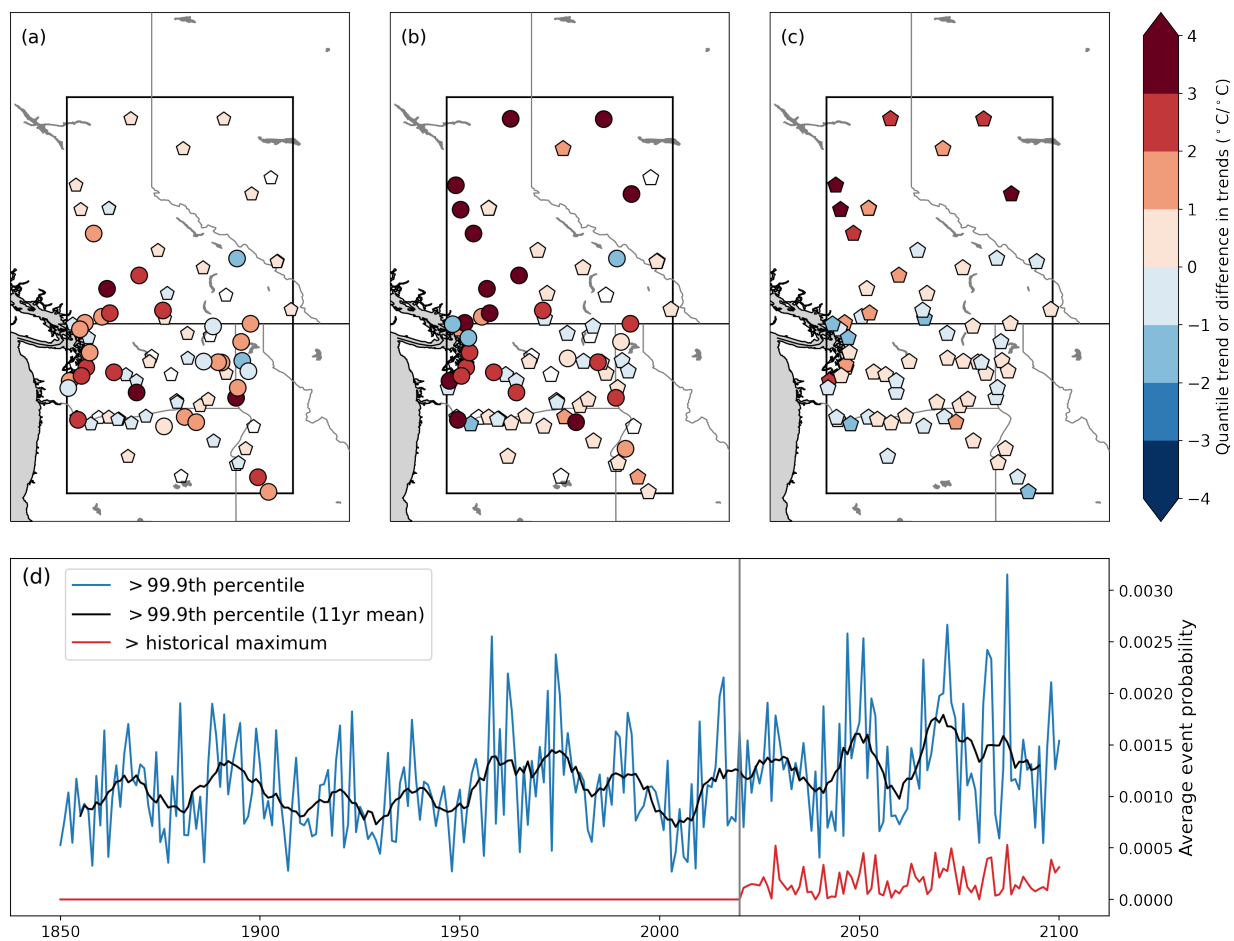 (a)
(b)
(c)
4
3
2
1
0
−1
−2
−3
−4
Quantile trend or difference in trends (°C/°C)
(d)
> 99.9th percentile
> 99.9th percentile (11yr mean)
> historical maximum
0.0030
0.0025
0.0020
0.0015
0.0010
0.0005
0.0000
Average event probability
1850
1900
1950
2000
2050
2100